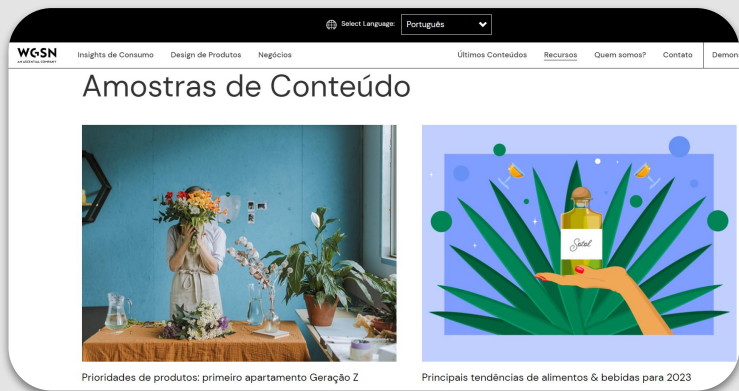 Select Language: Português
WGSN
AN ASCENTIAL COMPANY
Insights de Consumo Design de Produtos Negócios Últimos Conteúdos Recursos Quem somos? Contato Demon
Amostras de Conteúdo
Sotol
Prioridades de produtos: primeiro apartamento Geração Z
Principais tendências de alimentos & bebidas para 2023